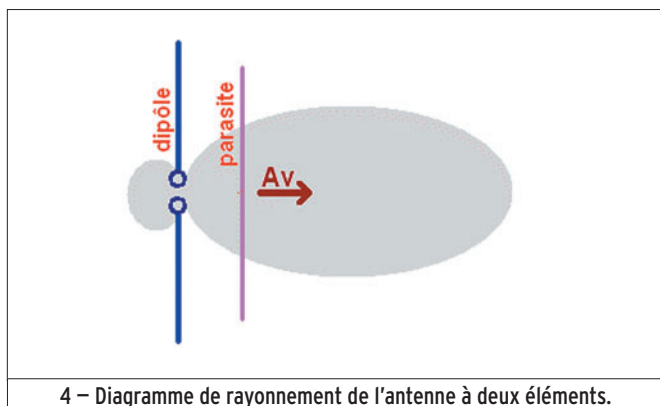 dipôle
parasite
Av
4 – Diagramme de rayonnement de l'antenne à deux éléments.